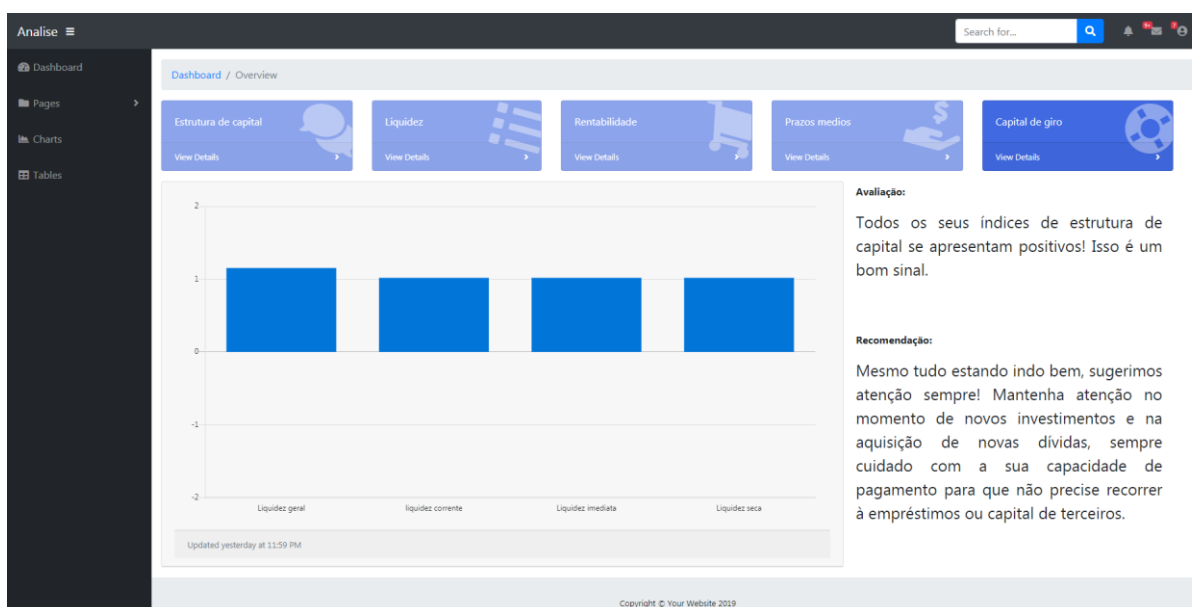 Analise
Search for...
9+
7
Dashboard
Pages
Charts
Tables
Dashboard / Overview
Estrutura de capital
View Details
Liquidez
View Details
Rentabilidade
View Details
Prazos medios
View Details
Capital de giro
View Details
2
1
0
-1
-2
Liquidez geral
liquidez corrente
Liquidez imediata
Liquidez seca
Updated yesterday at 11:59 PM
Avaliação:
Todos os seus índices de estrutura de
capital se apresentam positivos! Isso é um
bom sinal.
Recomendação:
Mesmo tudo estando indo bem, sugerimos
atenção sempre! Mantenha atenção no
momento de novos investimentos e na
aquisição de novas dívidas, sempre
cuidado com a sua capacidade de
pagamento para que não precise recorrer
à empréstimos ou capital de terceiros.
Copyright © Your Website 2019